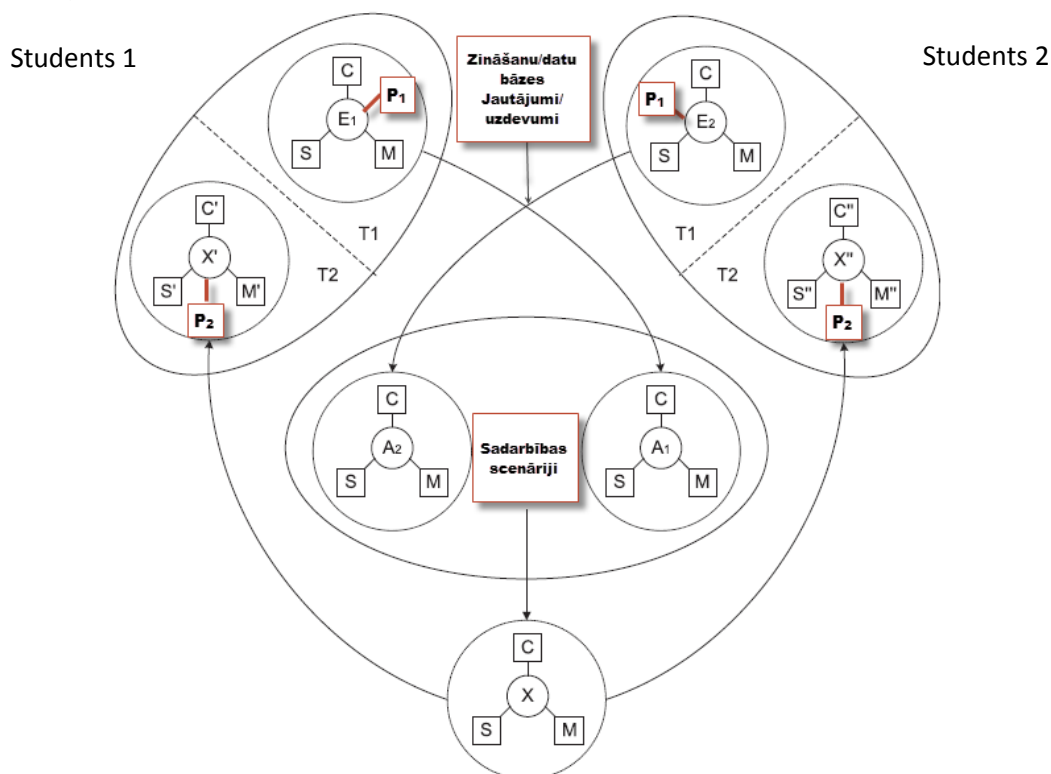 Students 1
Zināšanu/datu
bāzes
Jautājumi/
uzdevumi
Students 2
C
P₁
E₁
S
M
C
P₁
E₂
S
M
T1
T2
T1
T2
C'
X'
S'
M'
P₂
C"
X"
S"
M"
P₂
C
A₂
S
M
Sadarbības
scenāriji
C
A₁
S
M
C
X
S
M